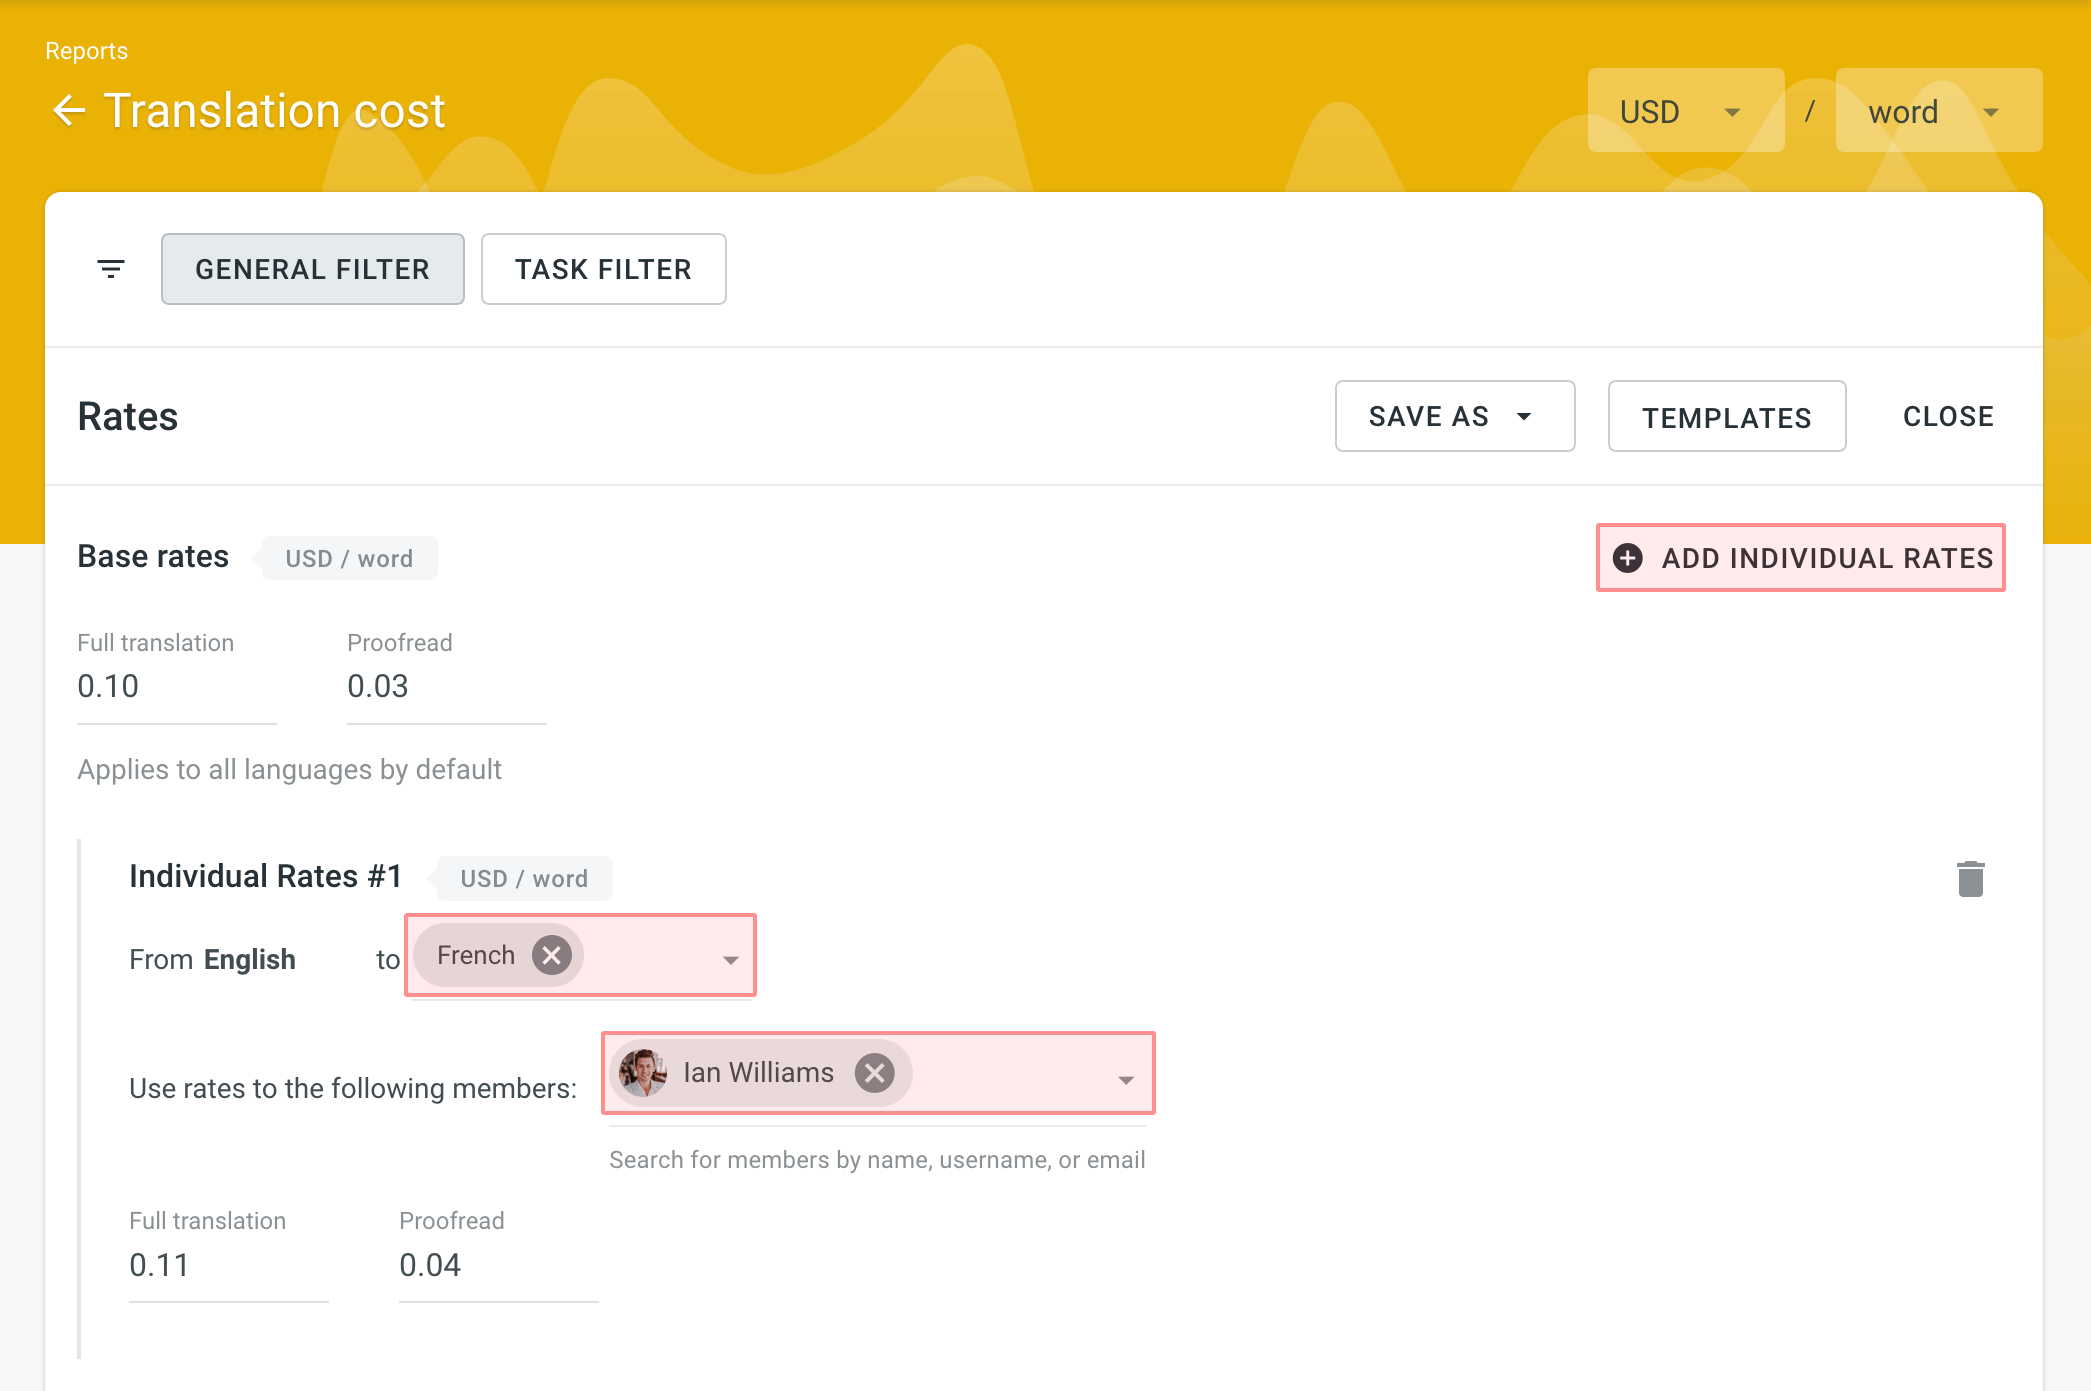 Reports
Translation cost
USD / word
GENERAL FILTER TASK FILTER
Rates SAVE AS TEMPLATES CLOSE
Base rates USD / word ADD INDIVIDUAL RATES
Full translation Proofread
0.10 0.03
Applies to all languages by default
Individual Rates #1 USD / word
From English to French
Use rates to the following members: Ian Williams
Search for members by name, username, or email
Full translation Proofread
0.11 0.04